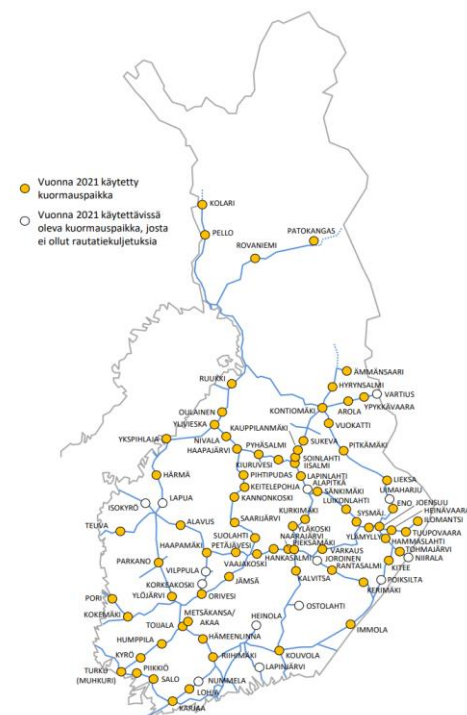 Vuonna 2021 käytetty
kuormauspaikka
Vuonna 2021 käytettävissä
oleva kuormauspaikka, josta
ei ollut rautatiekuljetuksia
KOLARI
PELLO
PATOKANGAS
ROVANIEMI
ÄMMÄNSAARI
RUUKKI
HYRYNSALMI
VARTIUS
OULAINEN
KONTIOMÄKI
AROLA
YPYKKÄVAARA
YLIVIESKA
KAUPPILANMÄKI
VUOKATTI
YKSPIHLAJA
NIVALA
SUKEVA
PITKÄMÄKI
HAAPAJÄRVI
PYHÄSALMI
SOINLAHTI
IISALMI
KIURUVESI
HÄRMÄ
PIHTIPUDAS
LAPINLAHTI
LIEKSA
KEITELEPOHJA
ALAPITKÄ
UIMAHARJU
ISOKYRÖ
LAPUA
KANNONKOSKI
SÄNKIMÄKI
ENO
JOENSUU
LUIKONLAHTI
HEINÄVAARA
TEUVA
ALAVUS
SAARIJÄRVI
KURKIMÄKI
SYSMÄJ.
ILOMANTSI
YLÄKOSKI
SUOLAHTI
NAARAJÄRVI
YLÄMYLLY
TUUPOVAARA
HAAPAMÄKI
PETÄJÄVESI
PIEKSÄMÄKI
HAMMASLAHTI
VAAJAKOSKI
VARKAUS
TOHMAJÄRVI
PARKANO
VILPPULA
HANKASALMI
JOROINEN
NIIRALA
KORKEAKOSKI
JÄMSÄ
KALVITSA
RANTASALMI
KITEE
PORI
YLÖJÄRVI
ORIVESI
POIKSILTA
KERIMÄKI
KOKEMÄKI
METSÄKANSA/
AKAA
HEINOLA
OSTOLAHTI
TOIJALA
HUMPPILA
HÄMEENLINNA
IMMOLA
KYRÖ
RIIHIMÄKI
KOUVOLA
TURKU
(MUHKURI)
PIIKKIÖ
LAPINJÄRVI
SALO
NUMMELA
LOHJA
KARJAA